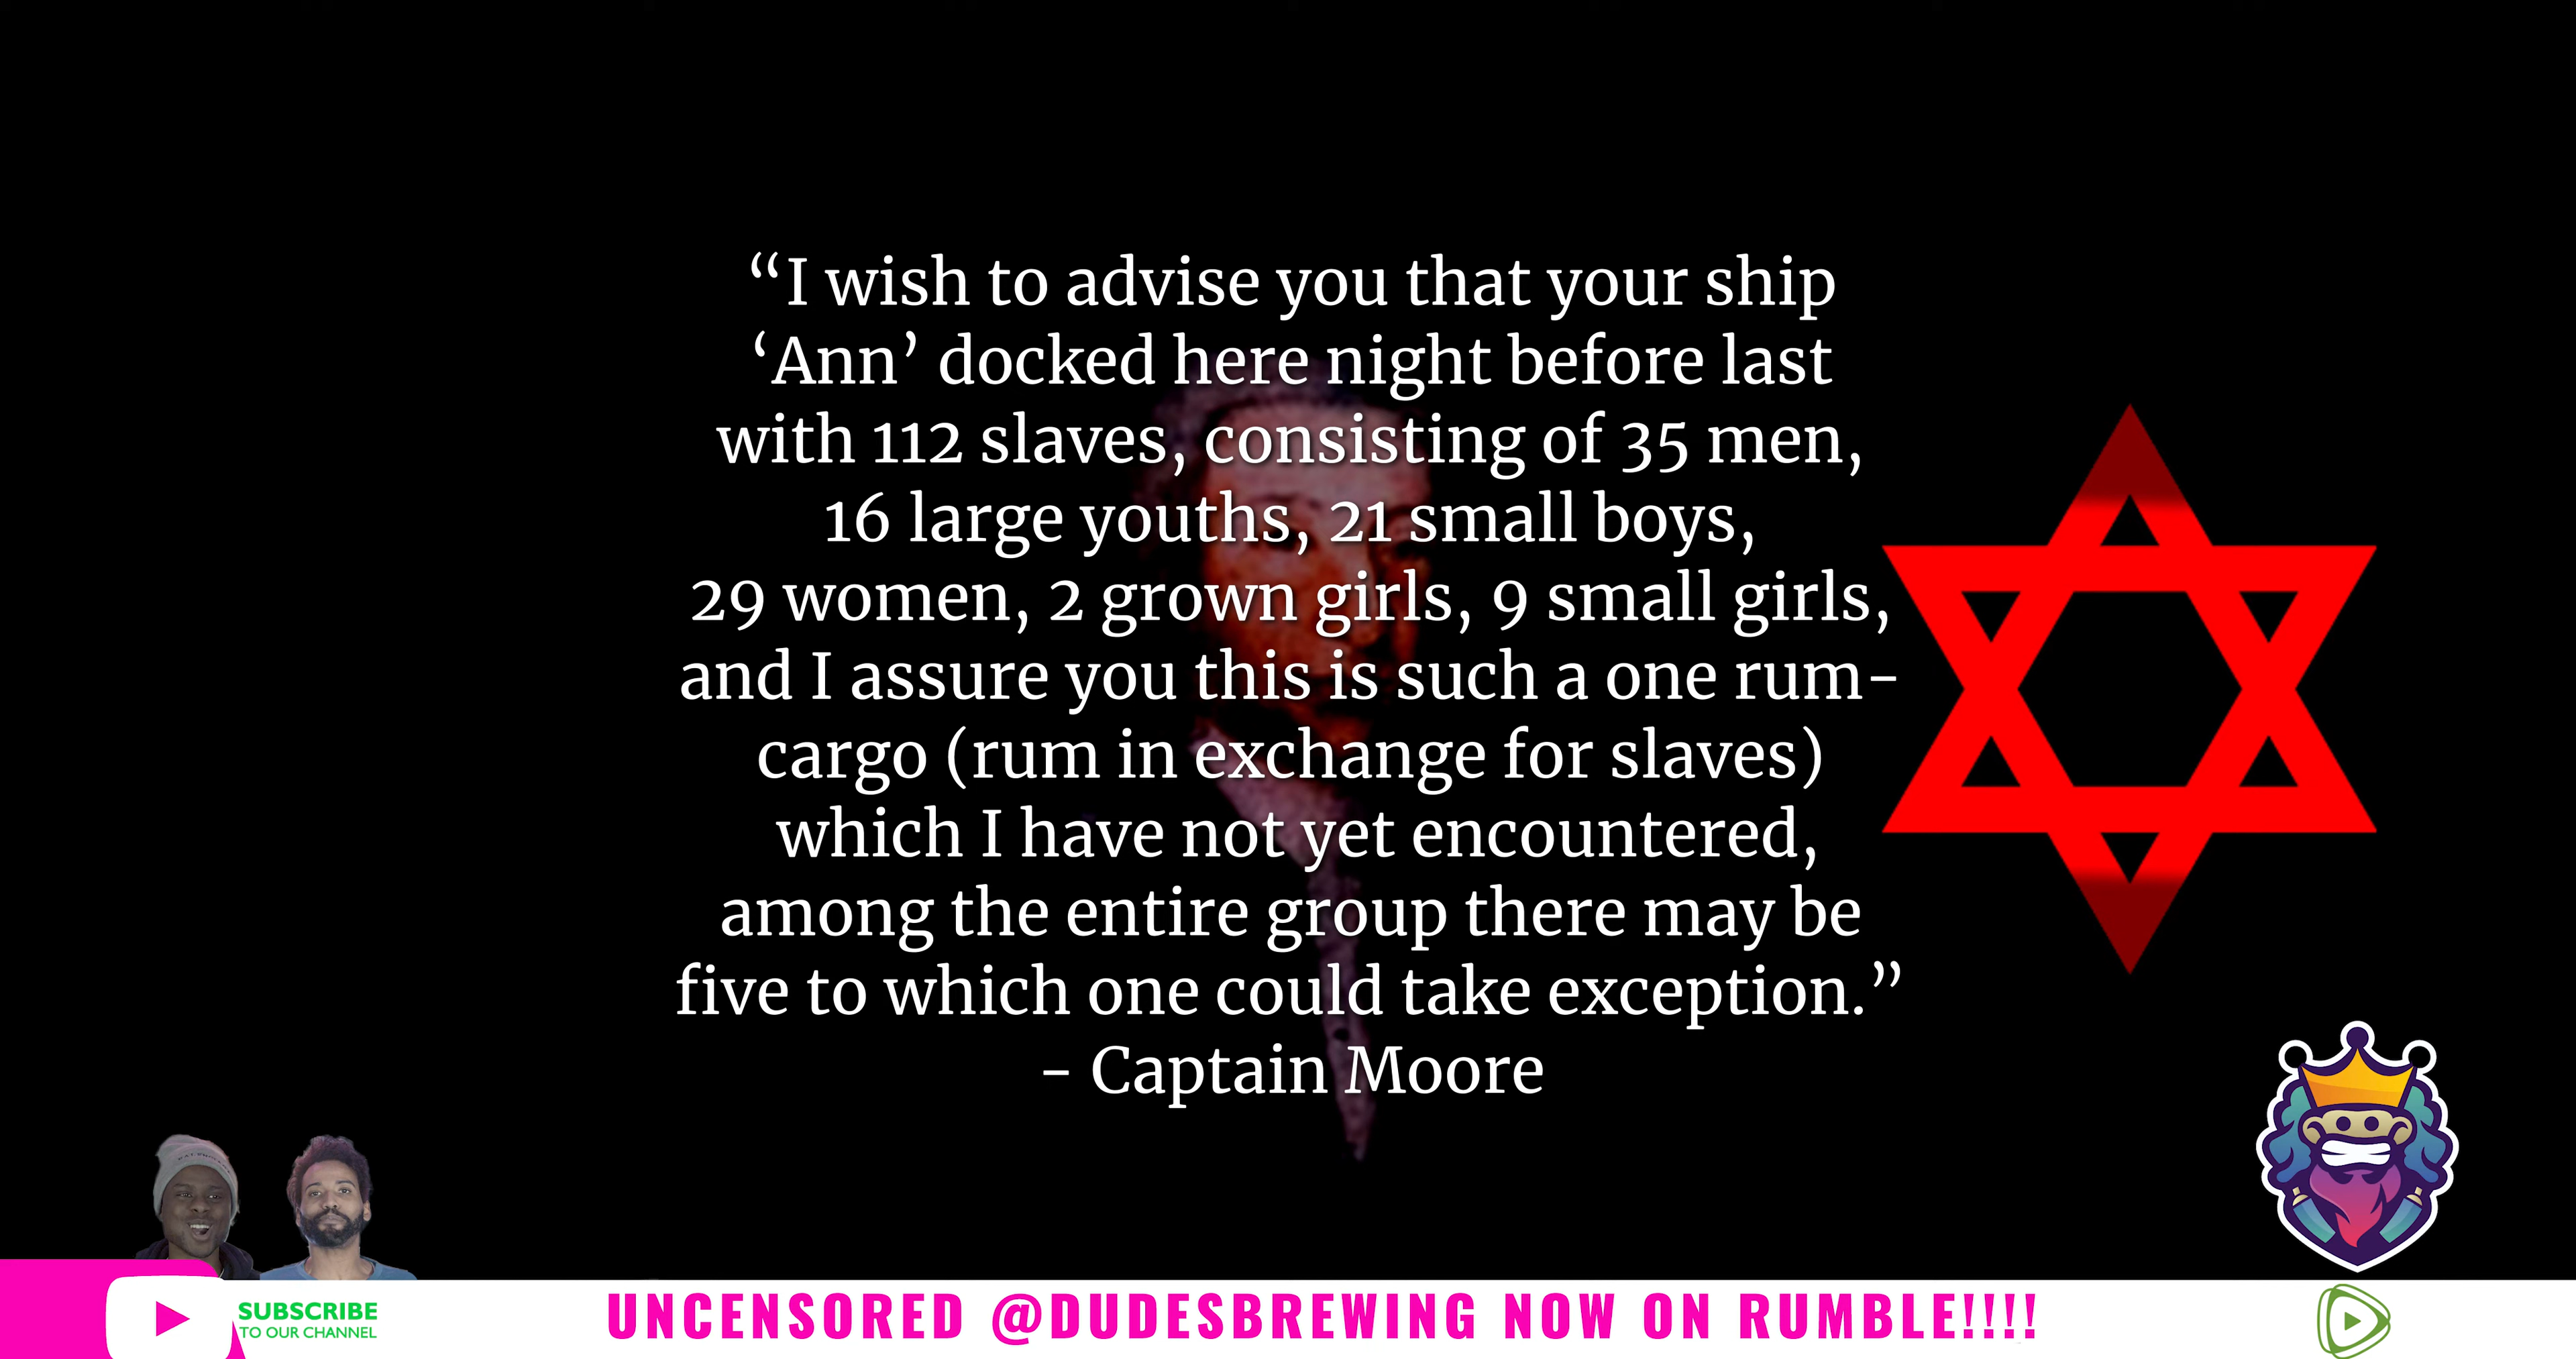 “I wish to advise you that your ship
‘Ann’ docked here night before last
with 112 slaves, consisting of 35 men,
16 large youths, 21 small boys,
29 women, 2 grown girls, 9 small girls,
and I assure you this is such a one rum-
cargo (rum in exchange for slaves)
which I have not yet encountered,
among the entire group there may be
five to which one could take exception.”
- Captain Moore
SUBSCRIBE
TO OUR CHANNEL
UNCENSORED @DUDESBREWING NOW ON RUMBLE!!!!